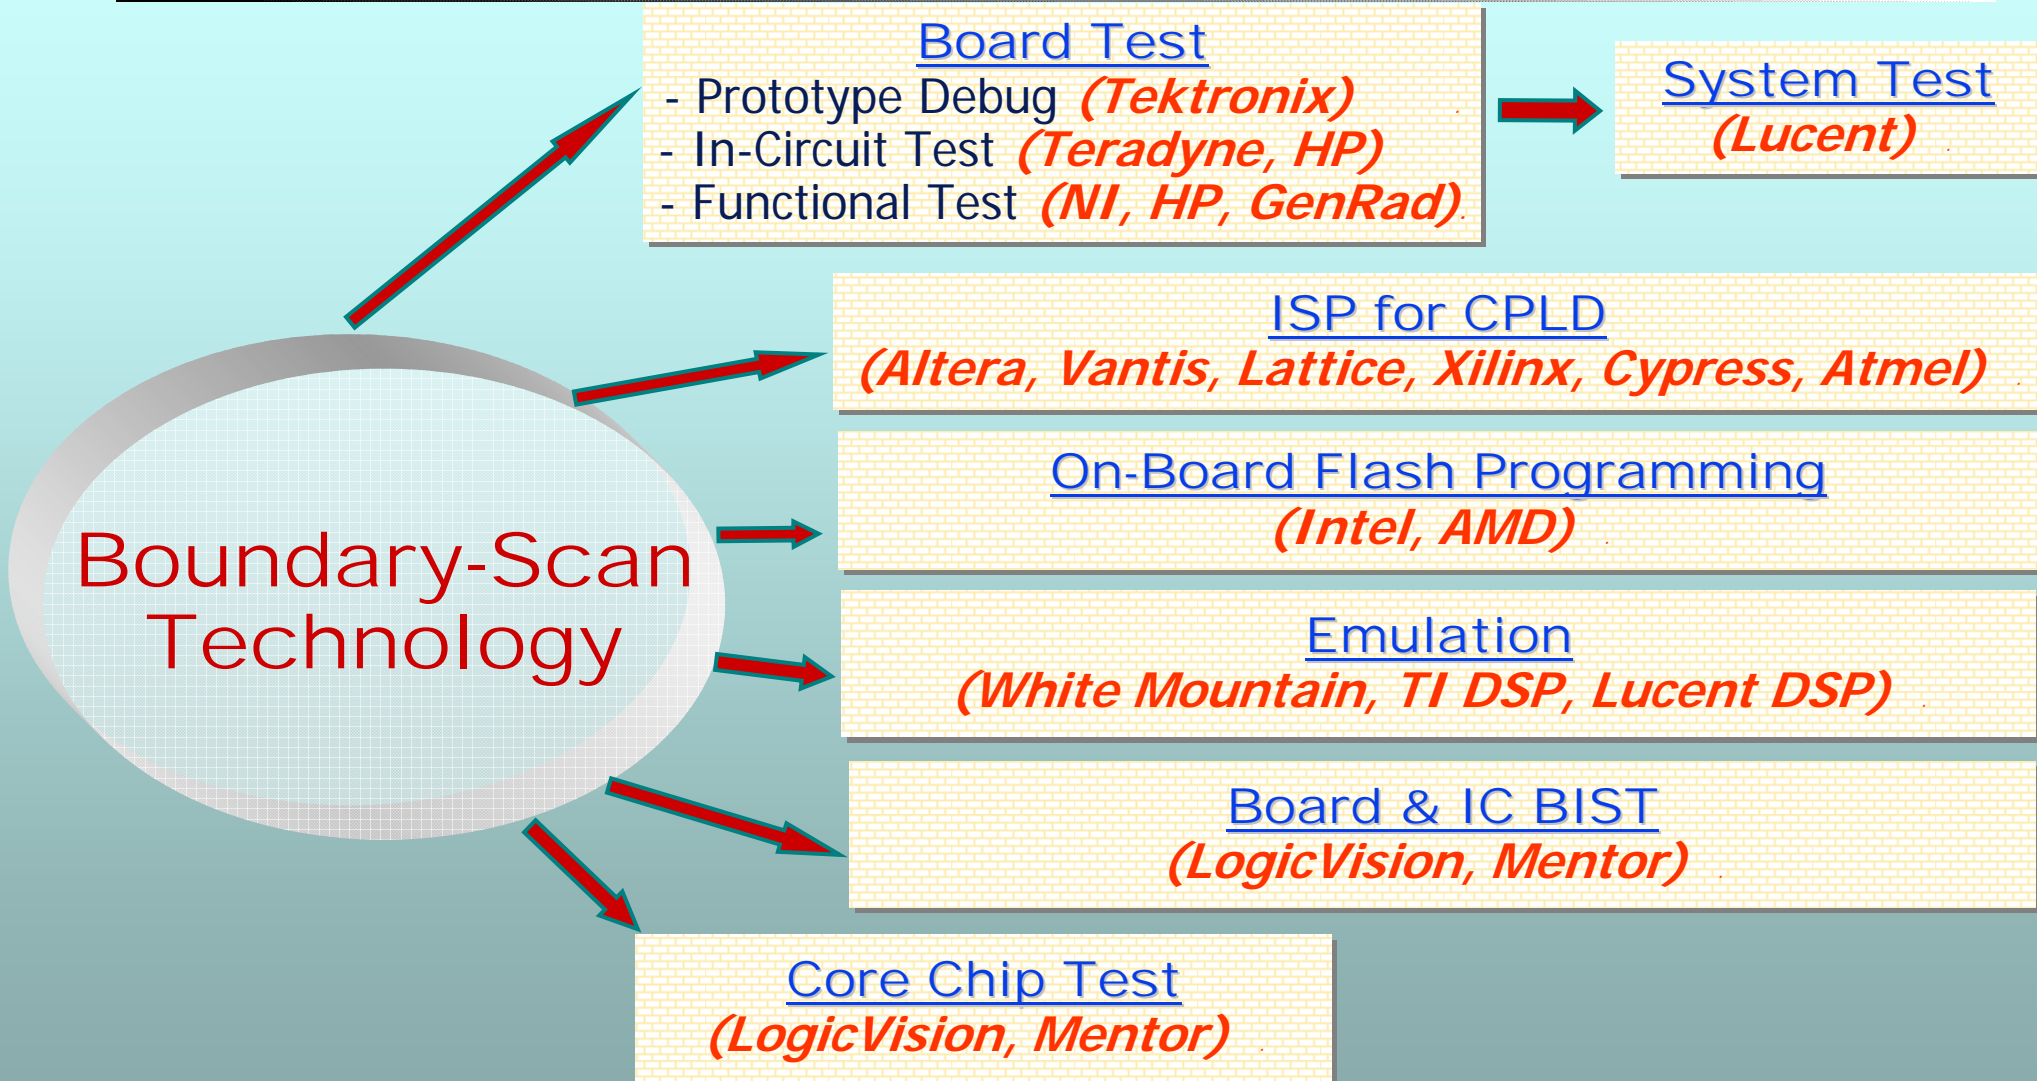 Board Test
- Prototype Debug (Tektronix)
- In-Circuit Test (Teradyne, HP)
- Functional Test (NI, HP, GenRad)
System Test
(Lucent)
ISP for CPLD
(Altera, Vantis, Lattice, Xilinx, Cypress, Atmel)
On-Board Flash Programming
(Intel, AMD)
Boundary-Scan
Technology
Emulation
(White Mountain, TI DSP, Lucent DSP)
Board & IC BIST
(LogicVision, Mentor)
Core Chip Test
(LogicVision, Mentor)